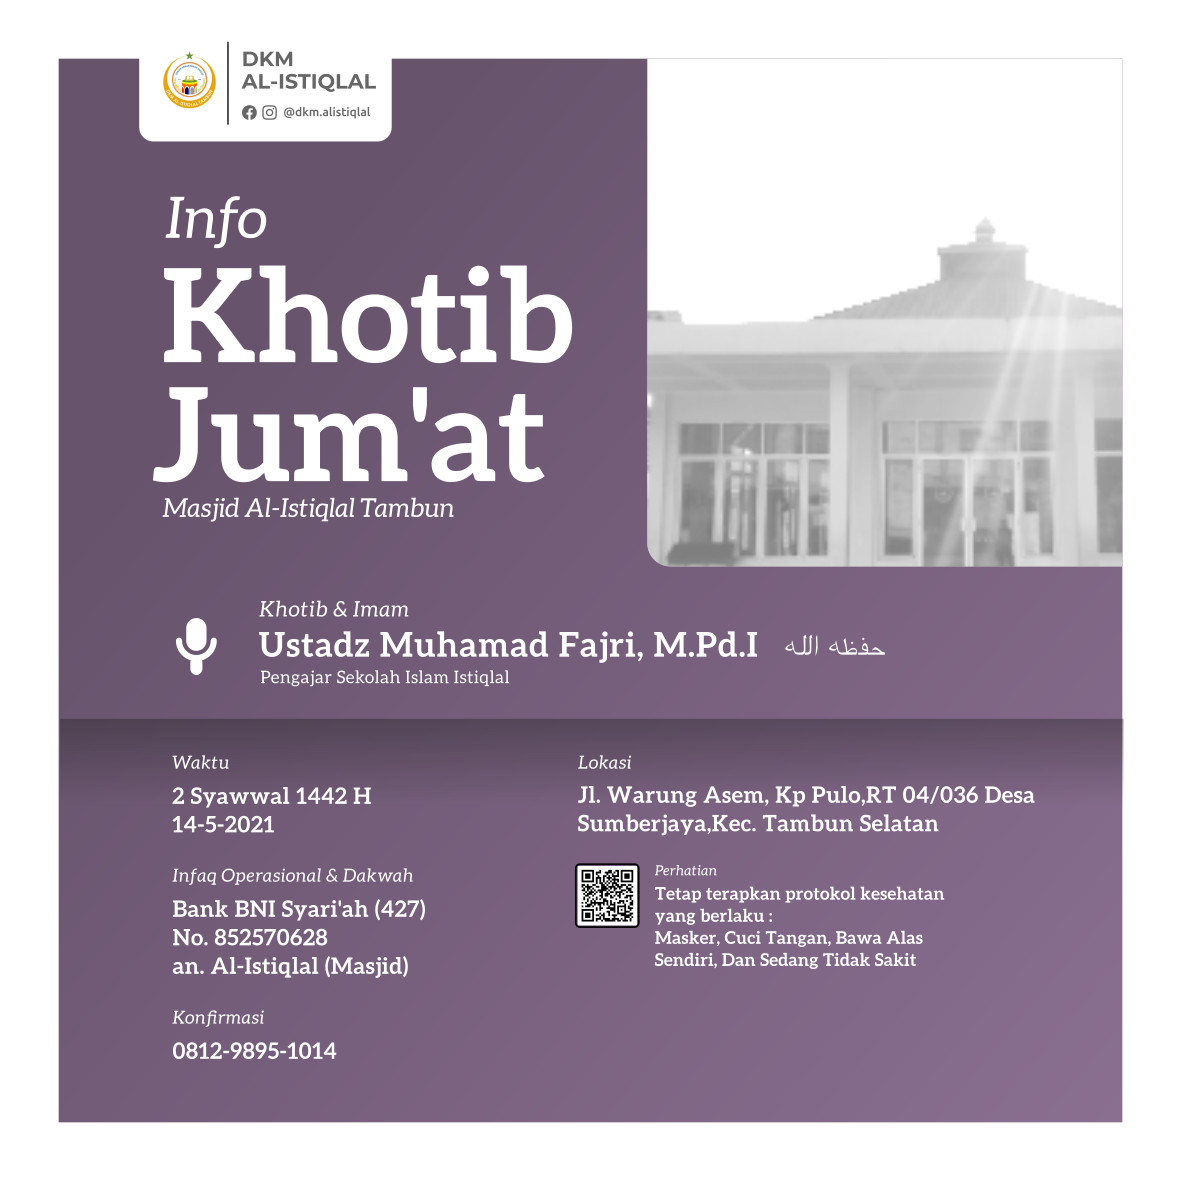 DKM
AL-ISTIQLAL
@dkm.alistiqlal
Info
Khotib
Jum'at
Masjid Al-Istiqlal Tambun
Khotib & Imam
Ustadz Muhamad Fajri, M.Pd.I حفظه الله
Pengajar Sekolah Islam Istiqlal
Waktu
2 Syawwal 1442 H
14-5-2021
Infaq Operasional & Dakwah
Bank BNI Syari'ah (427)
No. 852570628
an. Al-Istiqlal (Masjid)
Konfirmasi
0812-9895-1014
Lokasi
Jl. Warung Asem, Kp Pulo,RT 04/036 Desa
Sumberjaya,Kec. Tambun Selatan
Perhatian
Tetap terapkan protokol kesehatan
yang berlaku :
Masker, Cuci Tangan, Bawa Alas
Sendiri, Dan Sedang Tidak Sakit